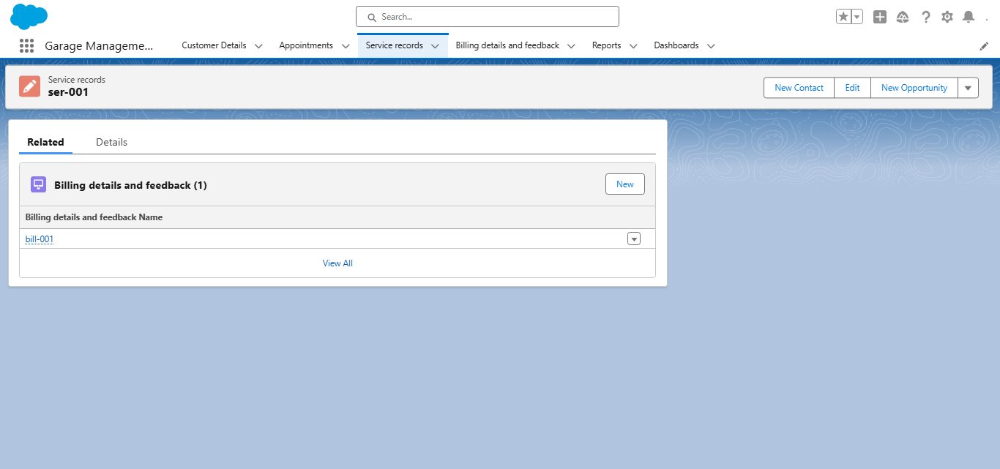 Search...
Garage Manageme...
Customer Details
Appointments
Service records
Billing details and feedback
Reports
Dashboards
Service records
ser-001
New Contact
Edit
New Opportunity
Related
Details
Billing details and feedback (1)
New
Billing details and feedback Name
bill-001
View All